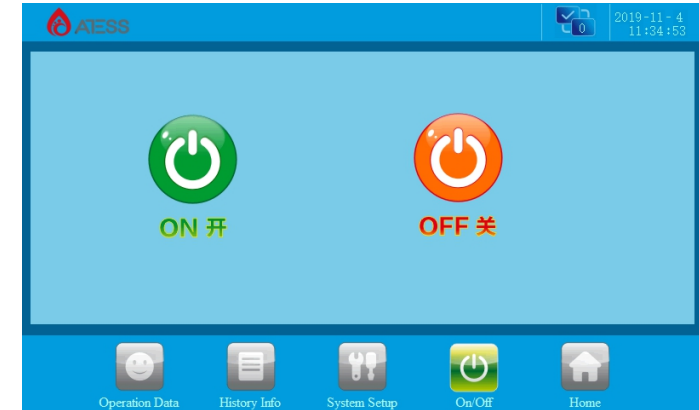 ATESS
2019-11- 4
0
11:34:53
ON 开
OFF 关
Operation Data
History Info
System Setup
On/Off
Home